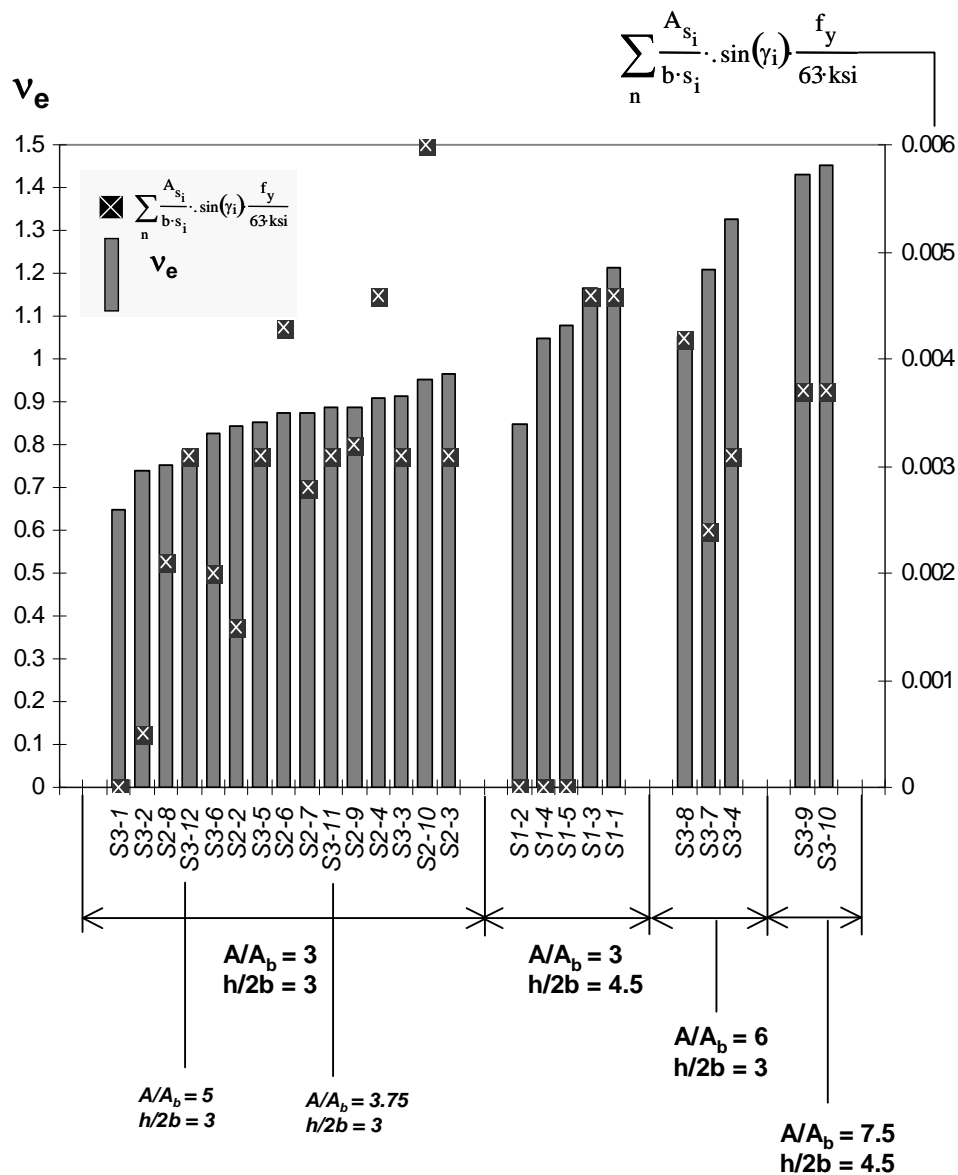 ∑ n A_{s_i} / b·s_i ·.sin(γ_i)· f_y / 63·ksi
ν_e
1.5
1.4
1.3
1.2
1.1
1
0.9
0.8
0.7
0.6
0.5
0.4
0.3
0.2
0.1
0
∑ n A_{s_i} / b·s_i ·.sin(γ_i)· f_y / 63·ksi
ν_e
0.006
0.005
0.004
0.003
0.002
0.001
0
S3-1
S3-2
S2-8
S3-12
S3-6
S2-2
S3-5
S2-6
S2-7
S3-11
S2-9
S2-4
S3-3
S2-10
S2-3
S1-2
S1-4
S1-5
S1-3
S1-1
S3-8
S3-7
S3-4
S3-9
S3-10
A/A_b = 3
h/2b = 3
A/A_b = 3
h/2b = 4.5
A/A_b = 6
h/2b = 3
A/A_b = 5
h/2b = 3
A/A_b = 3.75
h/2b = 3
A/A_b = 7.5
h/2b = 4.5